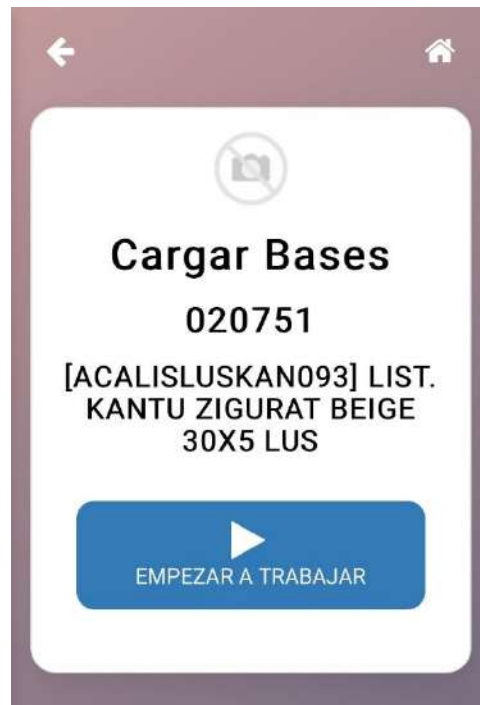 Cargar Bases
020751
[ACALISLUSKAN093] LIST.
KANTU ZIGURAT BEIGE
30X5 LUS
EMPEZAR A TRABAJAR